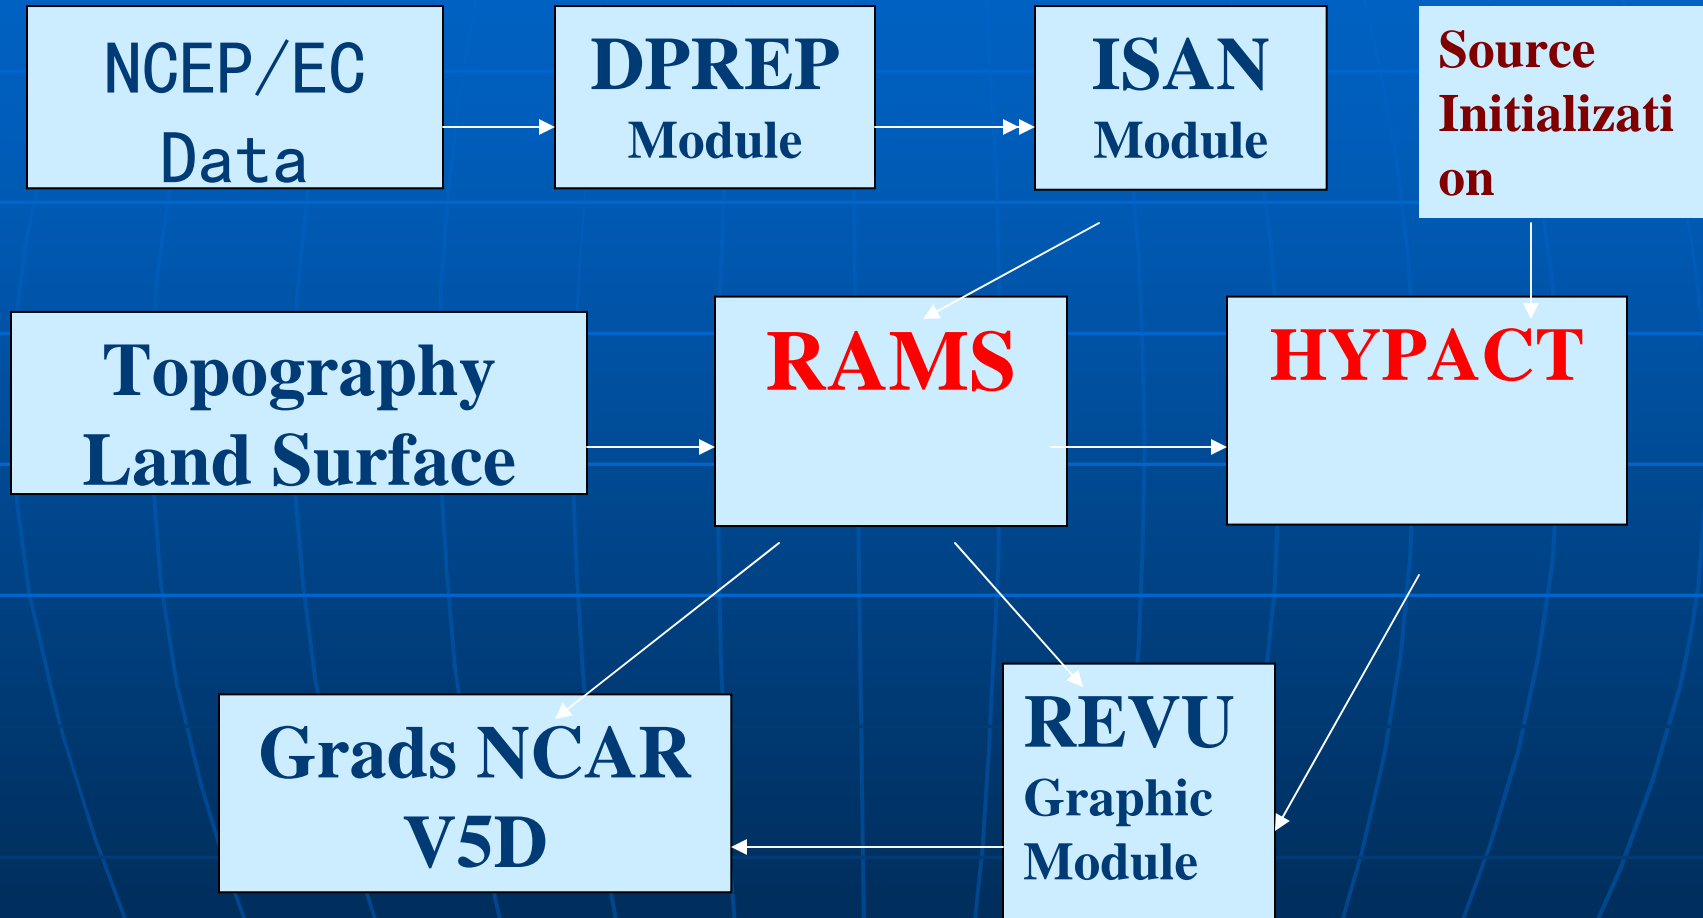 NCEP/EC
Data
DPREP
Module
ISAN
Module
Source
Initializati
on
Topography
Land Surface
RAMS
HYPACT
Grads NCAR
V5D
REVU
Graphic
Module